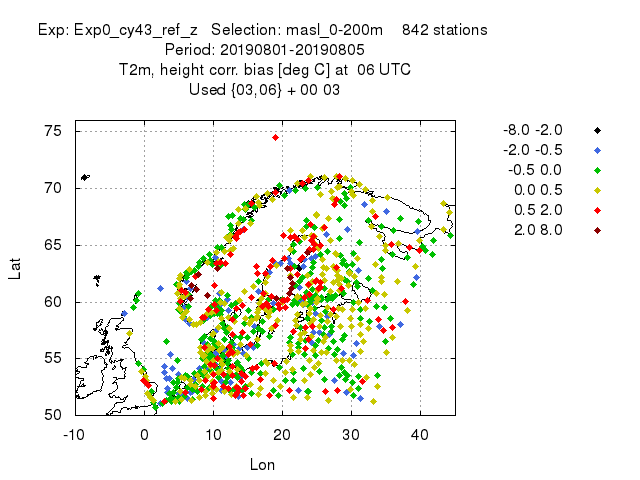 Exp: Exp0_cy43_ref_z Selection: masl_0-200m 842 stations
Period: 20190801-20190805
T2m, height corr. bias [deg C] at 06 UTC
Used {03,06} + 00 03
-8.0 -2.0
-2.0 -0.5
-0.5 0.0
0.0 0.5
0.5 2.0
2.0 8.0
75
70
65
60
55
50
Lat
-10 0 10 20 30 40
Lon